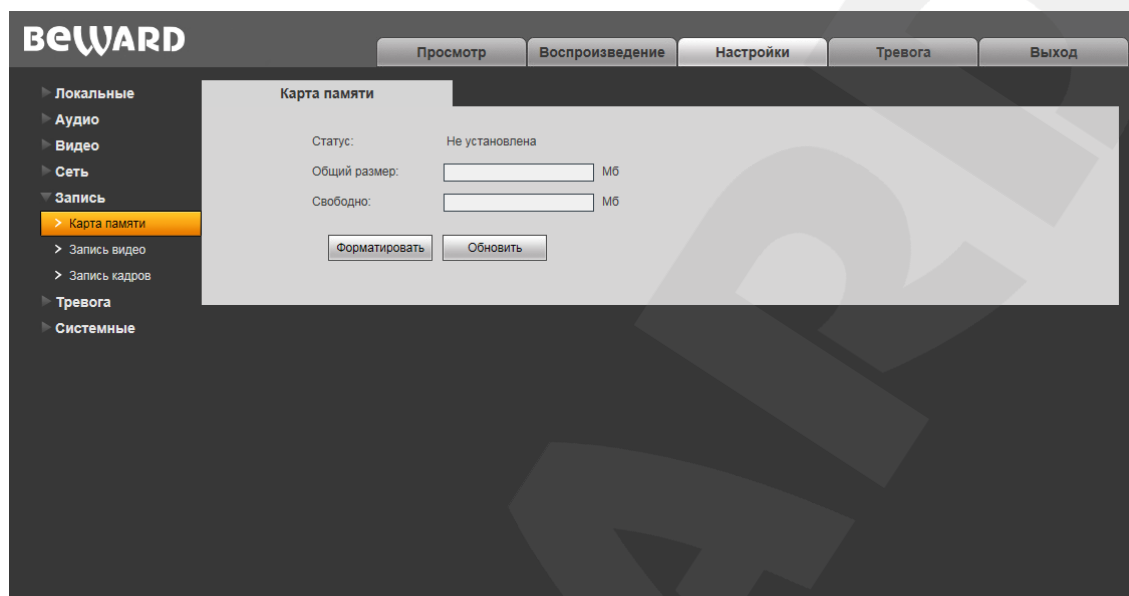 BEWARD
Просмотр Воспроизведение Настройки Тревога Выход
Локальные
Аудио
Видео
Сеть
Запись
Карта памяти
Запись видео
Запись кадров
Тревога
Системные
Карта памяти
Статус: Не установлена
Общий размер: Мб
Свободно: Мб
Форматировать Обновить